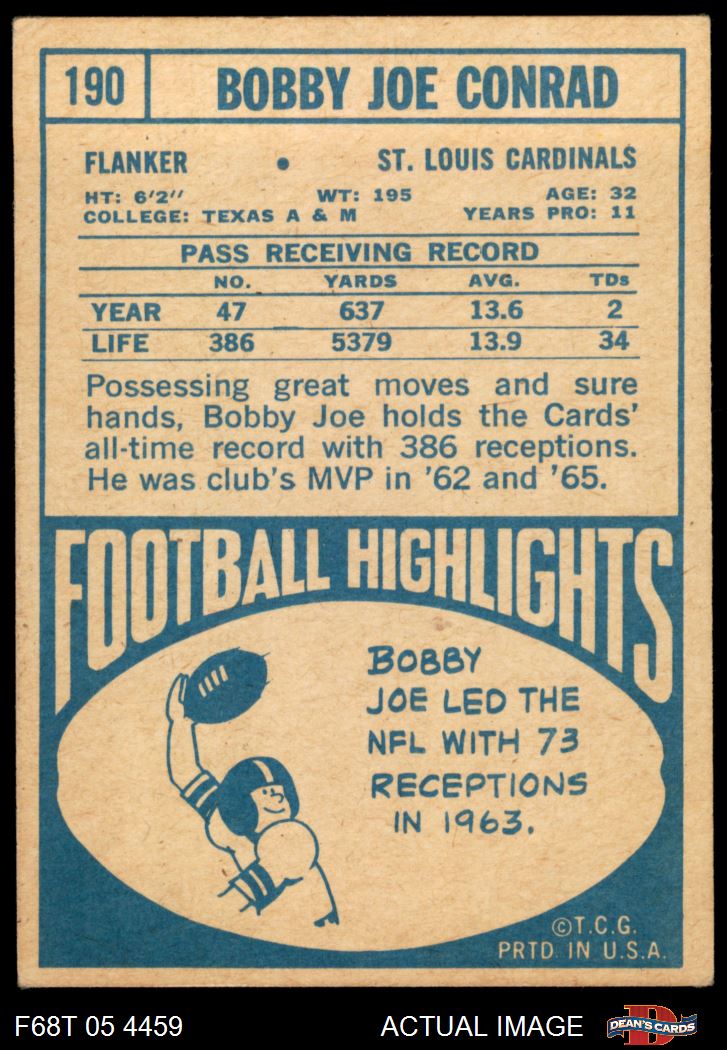 190 BOBBY JOE CONRAD
FLANKER • ST. LOUIS CARDINALS
HT: 6'2" WT: 195 AGE: 32
COLLEGE: TEXAS A & M YEARS PRO: 11
PASS RECEIVING RECORD
NO. YARDS AVG. TDs
YEAR 47 637 13.6 2
LIFE 386 5379 13.9 34
Possessing great moves and sure
hands, Bobby Joe holds the Cards'
all-time record with 386 receptions.
He was club's MVP in '62 and '65.
FOOTBALL HIGHLIGHTS
BOBBY
JOE LED THE
NFL WITH 73
RECEPTIONS
IN 1963.
©T.C.G.
PRTD. IN U.S.A.
F68T 05 4459 ACTUAL IMAGE DEAN'S CARDS